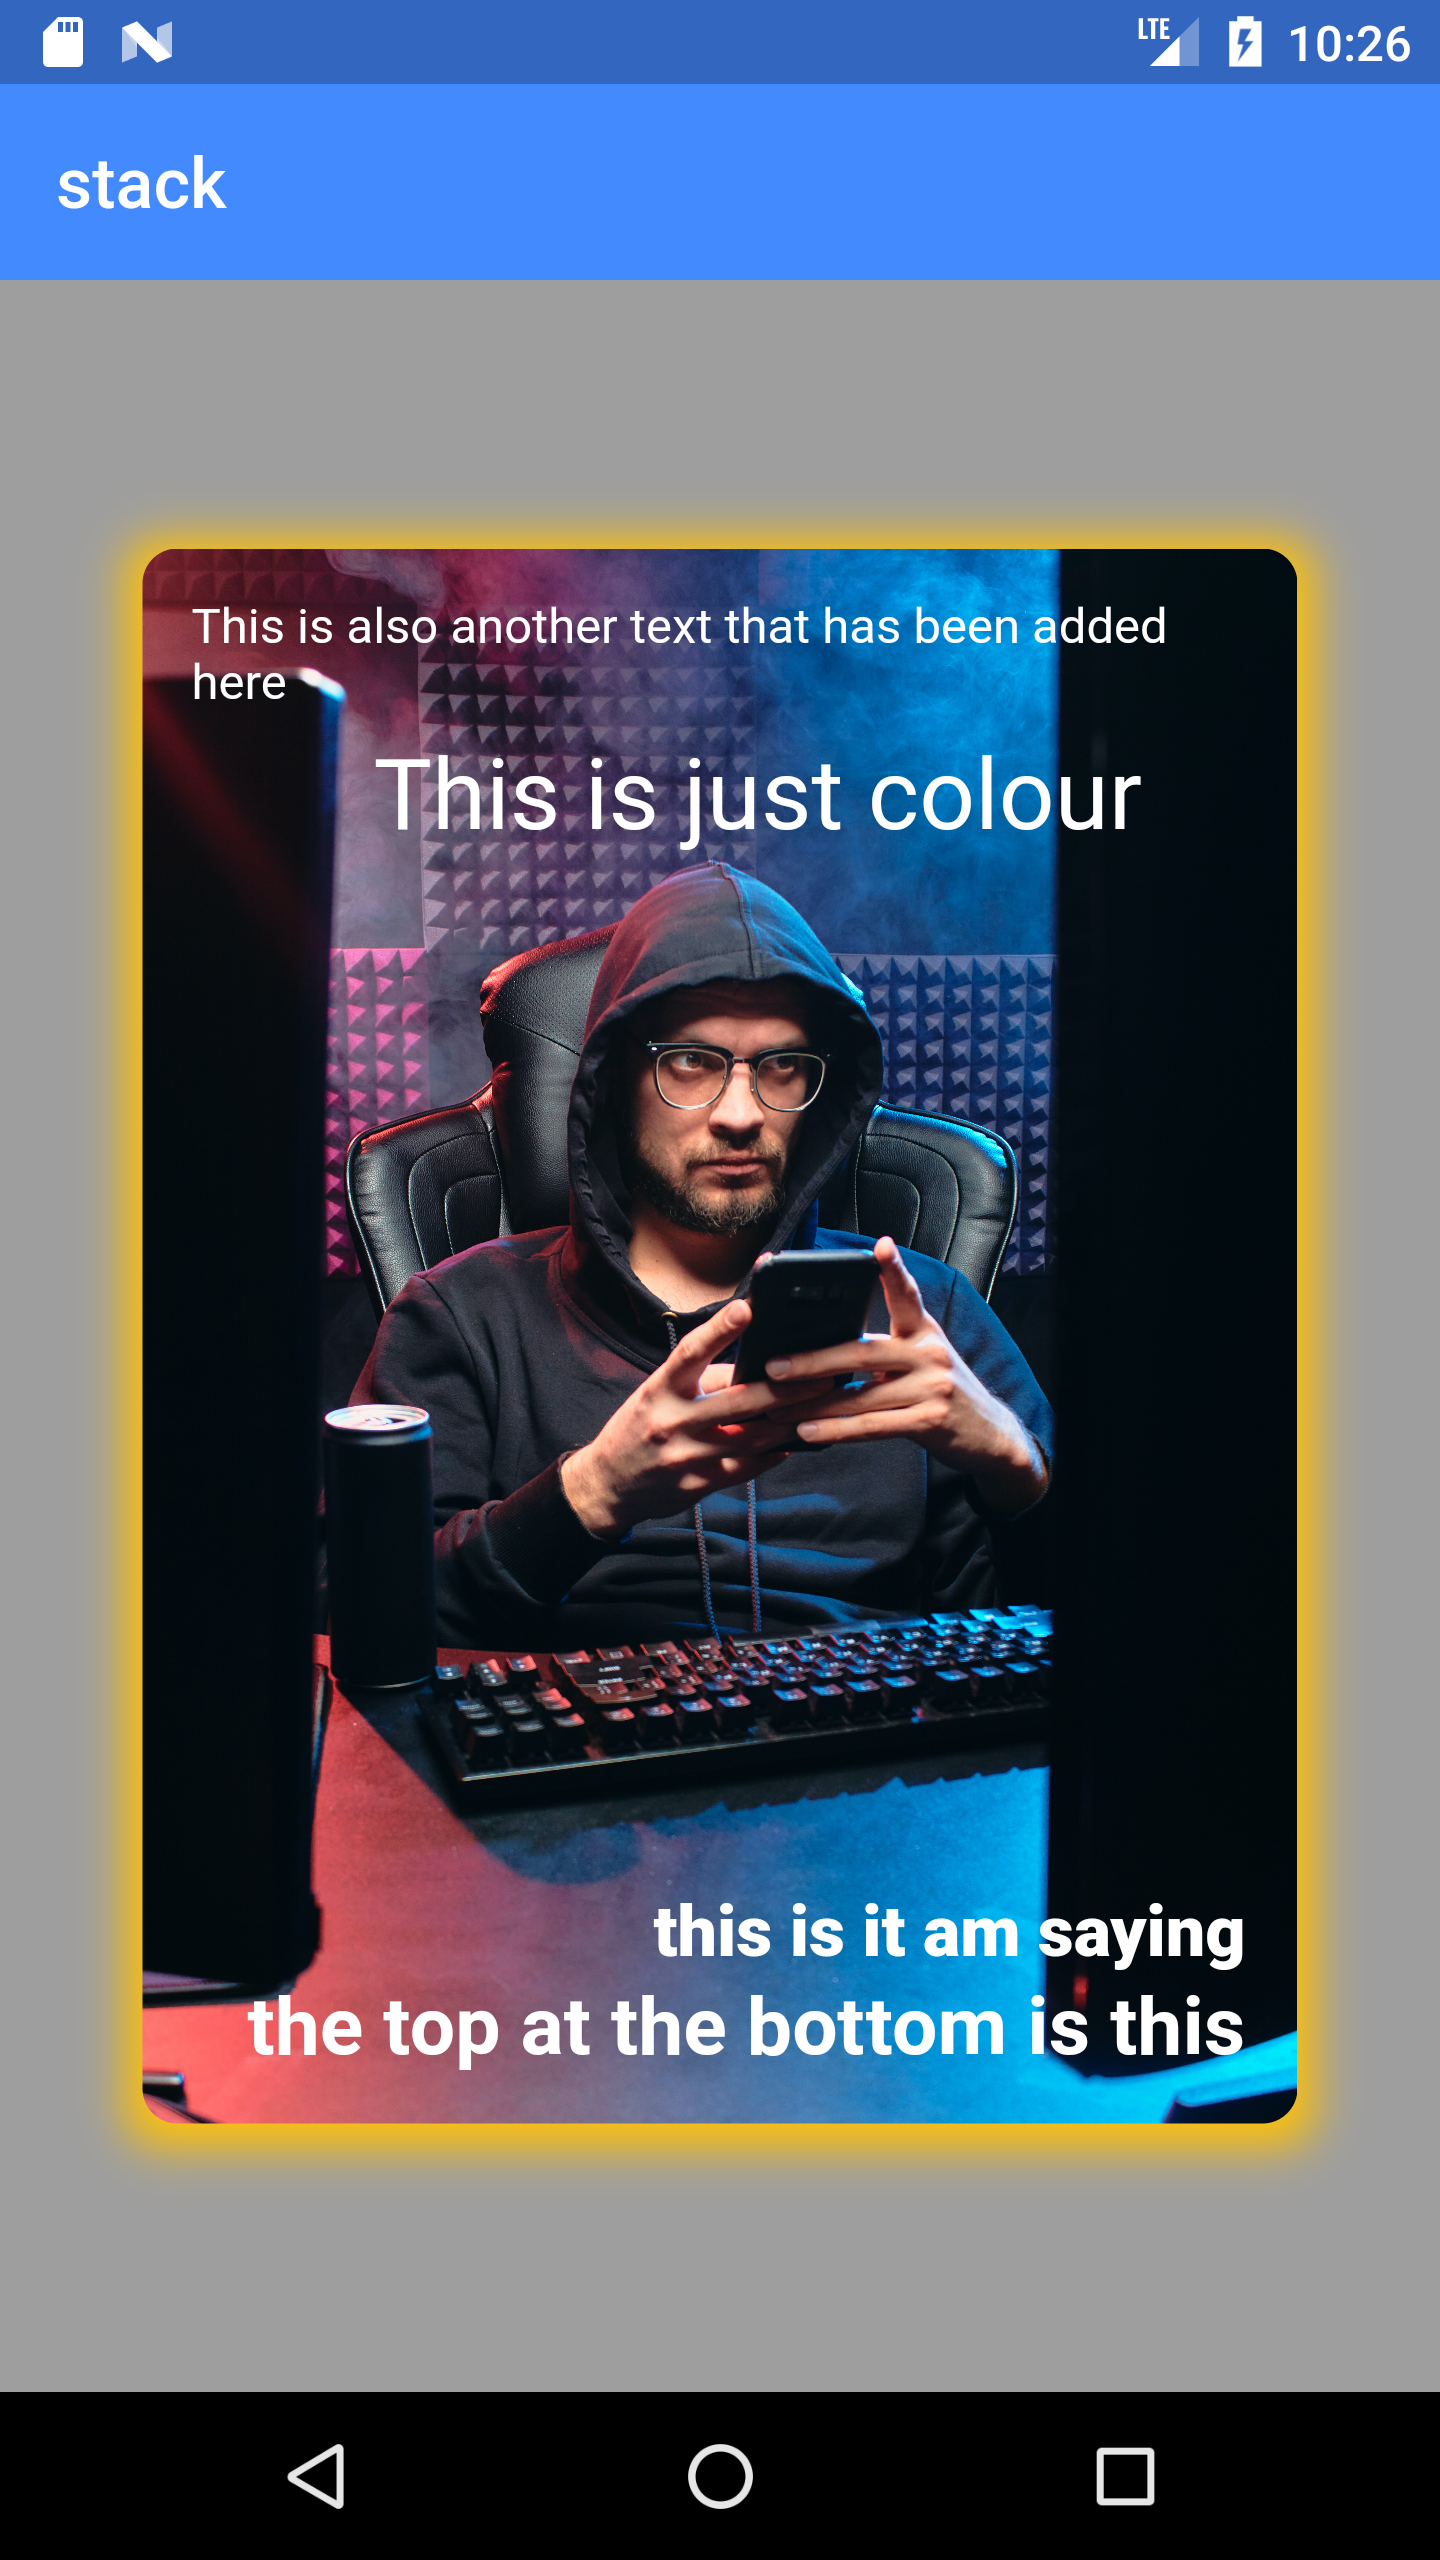 LTE 10:26
stack
This is also another text that has been added
here
This is just colour
this is it am saying
the top at the bottom is this